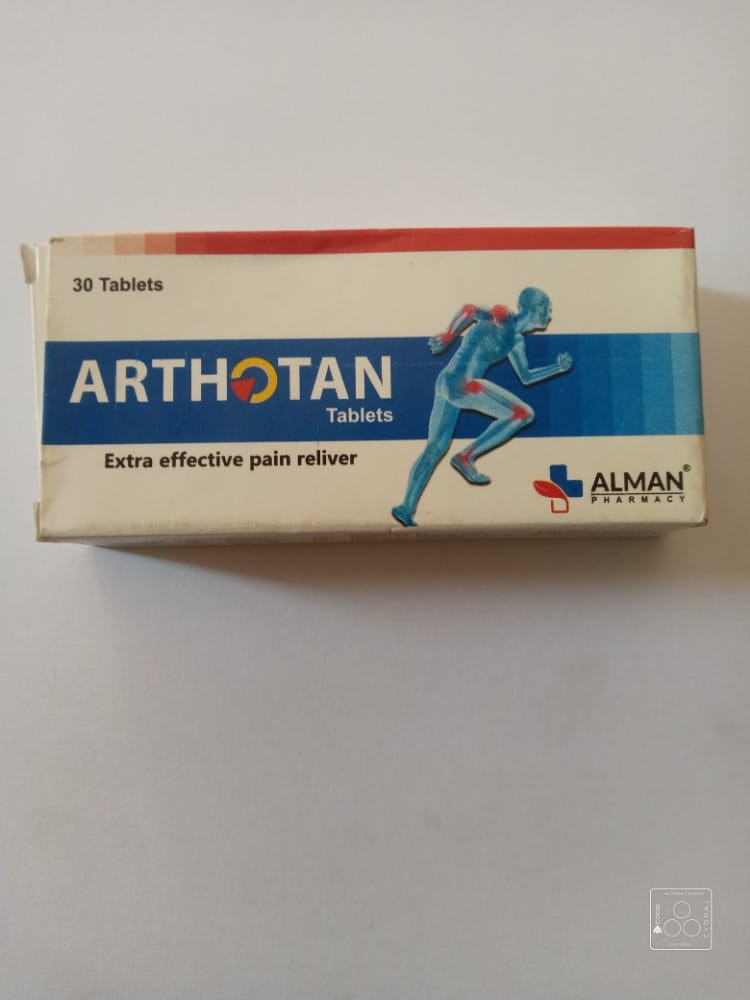 30 Tablets
ARTHOTAN
Tablets
Extra effective pain reliver
ALMAN®
PHARMACY